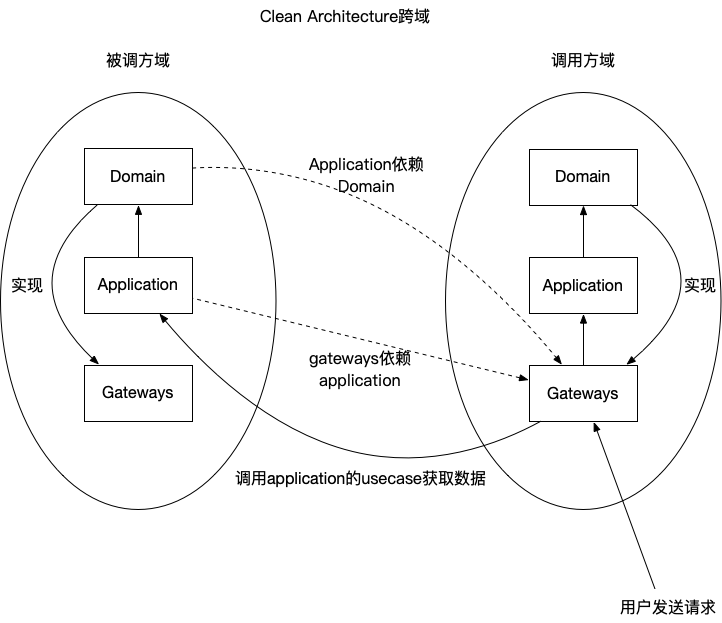 Clean Architecture跨域
被调方域
调用方域
Domain
Application依赖
Domain
Domain
实现
Application
Application
实现
gateways依赖
application
Gateways
Gateways
调用application的usecase获取数据
用户发送请求